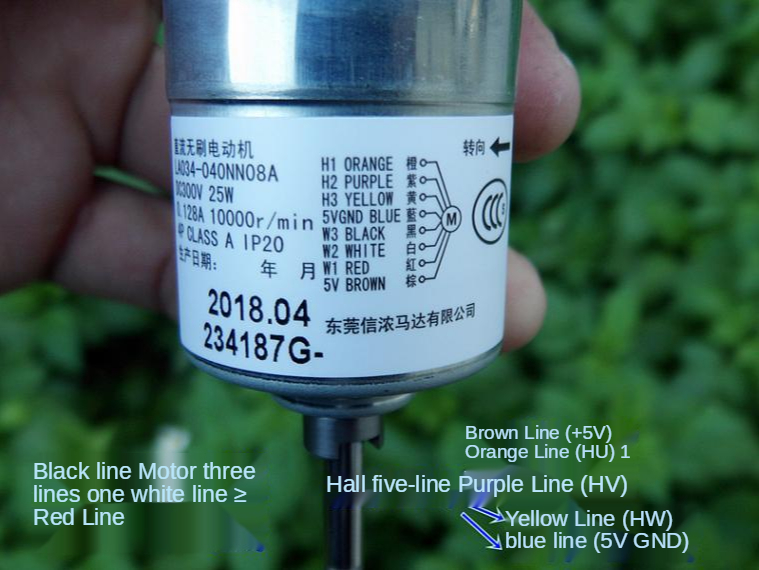 直流无刷电动机
LA034-040NN08A
DC300V 25W
0.128A 10000r/min
4P CLASS A IP20
生产日期: 年 月
2018.04
234187G-
转向
H1 ORANGE 橙
H2 PURPLE 紫
H3 YELLOW 黄
5VGND BLUE 蓝
W3 BLACK 黑
W2 WHITE 白
W1 RED 红
5V BROWN 棕
M
CCC S
东莞信浓马达有限公司
Brown Line (+5V)
Orange Line (HU) 1
Hall five-line Purple Line (HV)
Yellow Line (HW)
blue line (5V GND)
Black line Motor three
lines one white line ≥
Red Line